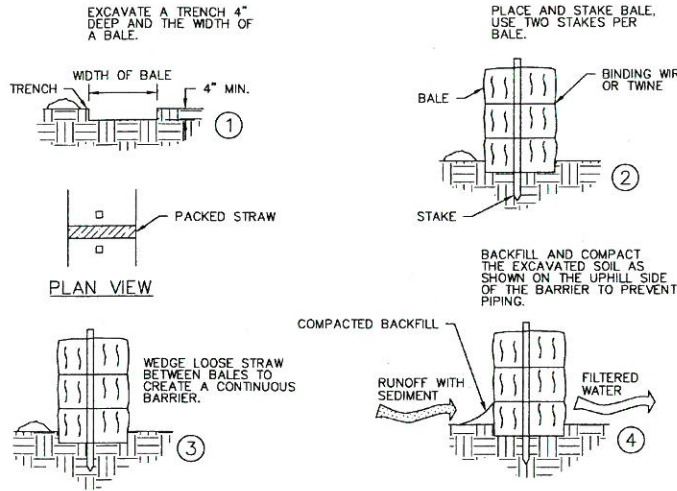 EXCAVATE A TRENCH 4"
DEEP AND THE WIDTH OF
A BALE.
WIDTH OF BALE
TRENCH
4" MIN.
1
PLACE AND STAKE BALE,
USE TWO STAKES PER
BALE.
BALE
BINDING WIR
OR TWINE
2
STAKE
PACKED STRAW
PLAN VIEW
WEDGE LOOSE STRAW
BETWEEN BALES TO
CREATE A CONTINUOUS
BARRIER.
3
BACKFILL AND COMPACT
THE EXCAVATED SOIL AS
SHOWN ON THE UPHILL SIDE
OF THE BARRIER TO PREVENT
PIPING.
COMPACTED BACKFILL
RUNOFF WITH
SEDIMENT
FILTERED
WATER
4